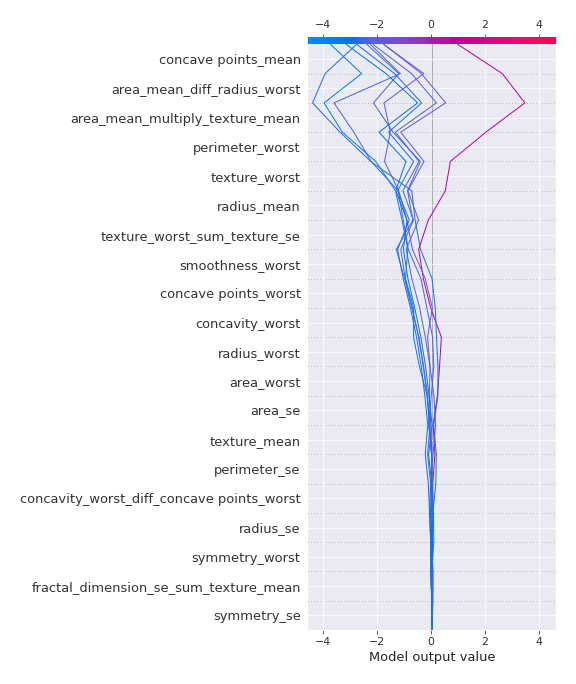 −4 −2 0 2 4
concave points_mean
area_mean_diff_radius_worst
area_mean_multiply_texture_mean
perimeter_worst
texture_worst
radius_mean
texture_worst_sum_texture_se
smoothness_worst
concave points_worst
concavity_worst
radius_worst
area_worst
area_se
texture_mean
perimeter_se
concavity_worst_diff_concave points_worst
radius_se
symmetry_worst
fractal_dimension_se_sum_texture_mean
symmetry_se
−4 −2 0 2 4
Model output value